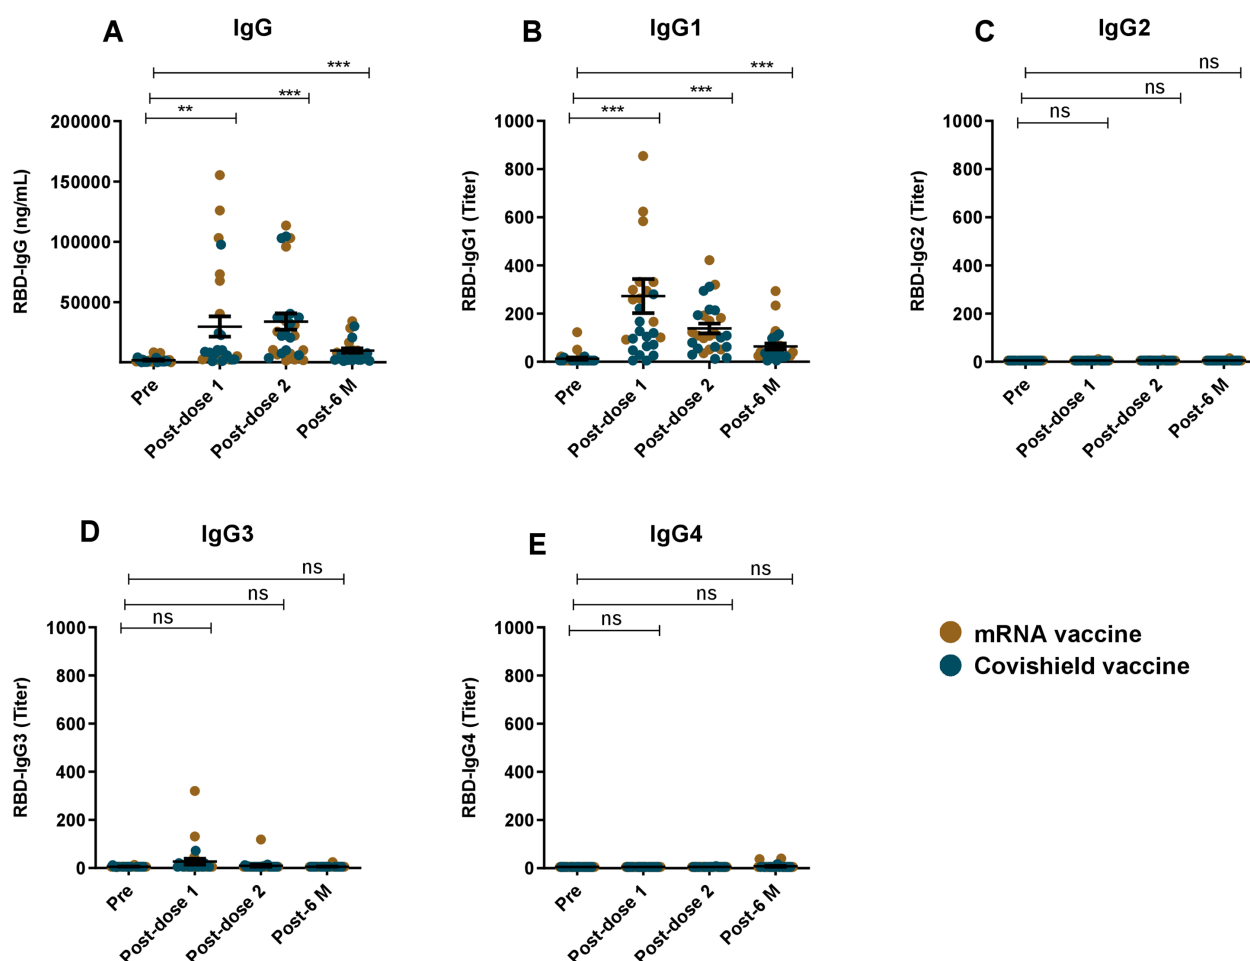 A
IgG
***
***
**
RBD-IgG (ng/mL)
200000
150000
100000
50000
Pre
Post-dose 1
Post-dose 2
Post-6 M
B
IgG1
***
***
***
RBD-IgG1 (Titer)
1000
800
600
400
200
0
Pre
Post-dose 1
Post-dose 2
Post-6 M
C
IgG2
ns
ns
ns
RBD-IgG2 (Titer)
1000
800
600
400
200
0
Pre
Post-dose 1
Post-dose 2
Post-6 M
D
IgG3
ns
ns
ns
RBD-IgG3 (Titer)
1000
800
600
400
200
0
Pre
Post-dose 1
Post-dose 2
Post-6 M
E
IgG4
ns
ns
ns
RBD-IgG4 (Titer)
1000
800
600
400
200
0
Pre
Post-dose 1
Post-dose 2
Post-6 M
mRNA vaccine
Covishield vaccine